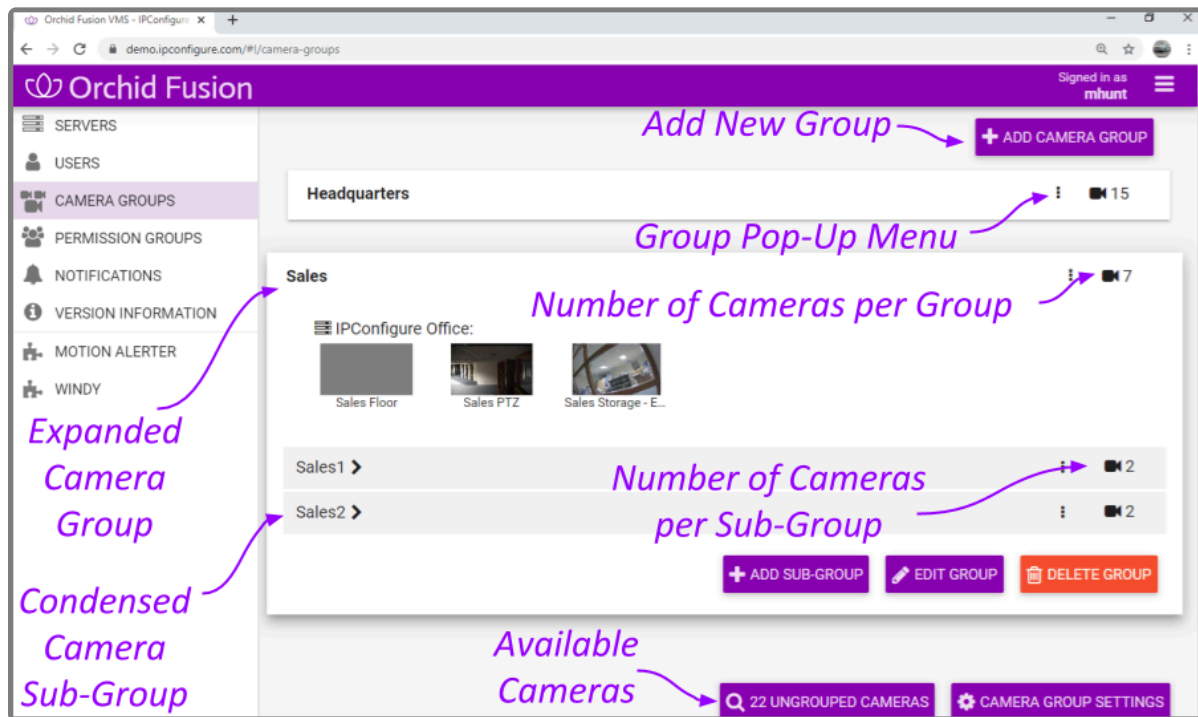 Orchid Fusion VMS - IPConfigure
demo.ipconfigure.com/#!/camera-groups
Orchid Fusion
Signed in as
mhunt
SERVERS
USERS
CAMERA GROUPS
PERMISSION GROUPS
NOTIFICATIONS
VERSION INFORMATION
MOTION ALERTER
WINDY
Add New Group
ADD CAMERA GROUP
Headquarters
15
Group Pop-Up Menu
Sales
7
Number of Cameras per Group
IPConfigure Office:
Sales Floor
Sales PTZ
Sales Storage - E...
Expanded
Camera
Group
Sales1
2
Number of Cameras
per Sub-Group
Sales2
2
ADD SUB-GROUP
EDIT GROUP
DELETE GROUP
Condensed
Camera
Sub-Group
Available
Cameras
22 UNGROUPED CAMERAS
CAMERA GROUP SETTINGS